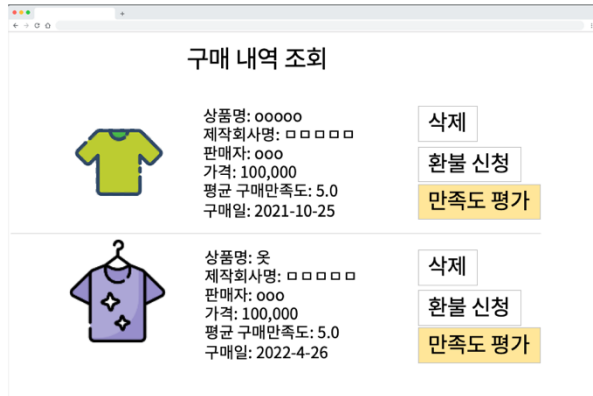 구매 내역 조회
상품명: ooooo
제작회사명: ㅁㅁㅁㅁㅁ
판매자: ooo
가격: 100,000
평균 구매만족도: 5.0
구매일: 2021-10-25
삭제
환불 신청
만족도 평가
상품명: 옷
제작회사명: ㅁㅁㅁㅁㅁ
판매자: ooo
가격: 100,000
평균 구매만족도: 5.0
구매일: 2022-4-26
삭제
환불 신청
만족도 평가